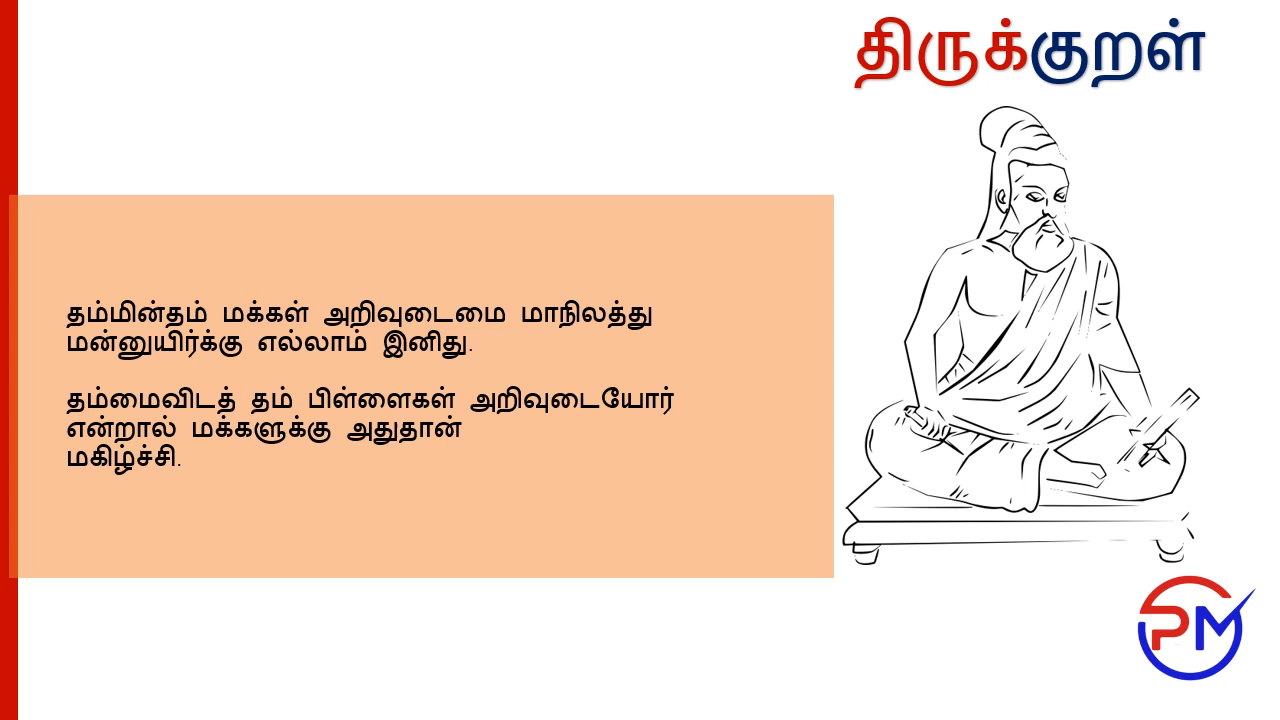 திருக்குறள்
தம்மின்தம் மக்கள் அறிவுடைமை மாநிலத்து
மன்னுயிர்க்கு எல்லாம் இனிது.
தம்மைவிடத் தம் பிள்ளைகள் அறிவுடையோர்
என்றால் மக்களுக்கு அதுதான்
மகிழ்ச்சி.
PM